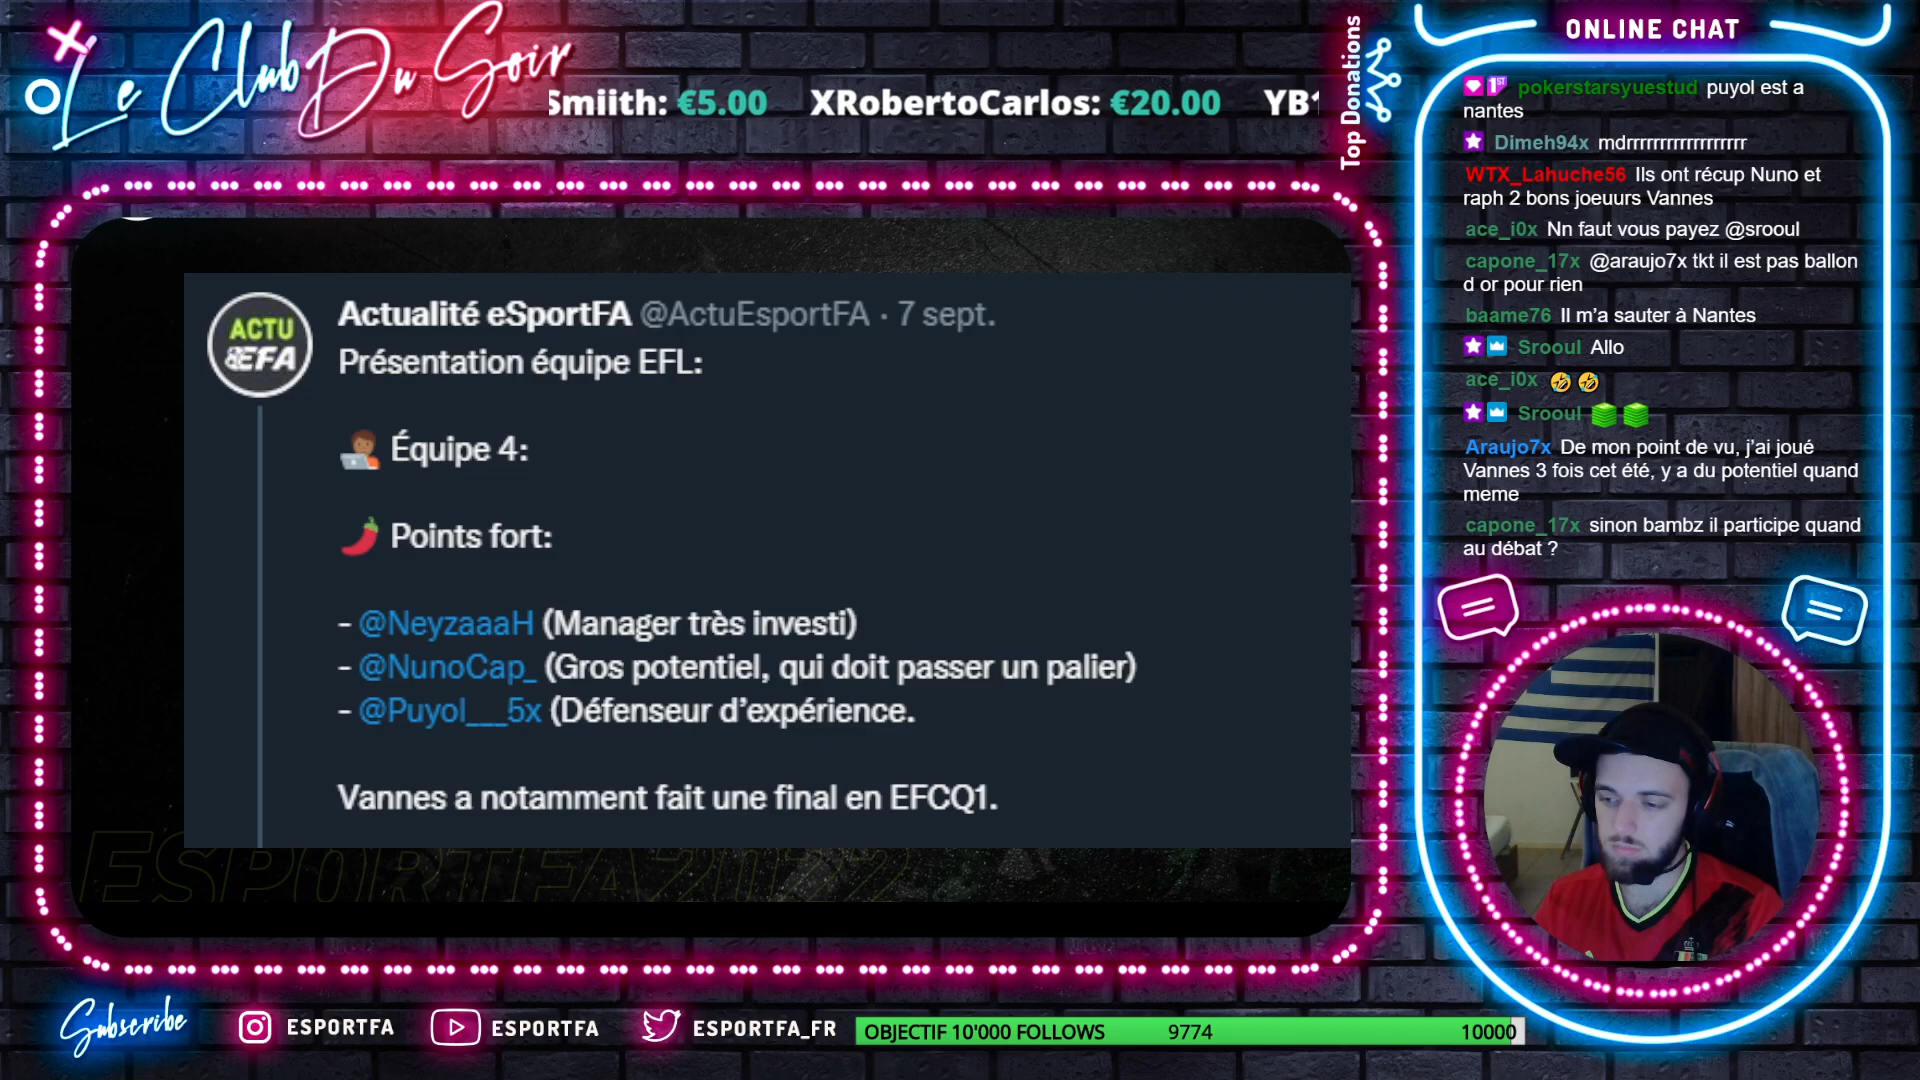 Le Club Du Soir
Smiith: €5.00 XRobertoCarlos: €20.00
Top Donations
ONLINE CHAT
pokerstarsyuestud puyol est a
nantes
Dimeh94x mdrrrrrrrrrrrrrrrrrr
WTX_Lahuche56 Ils ont récup Nuno et
raph 2 bons joeuurs Vannes
ace_i0x Nn faut vous payez @srooul
capone_17x @araujo7x tkt il est pas ballon
d or pour rien
baame76 Il m'a sauter à Nantes
Srooul Allo
ace_i0x 🤣 🤣
Srooul
Araujo7x De mon point de vu, j'ai joué
Vannes 3 fois cet été, y a du potentiel quand
meme
capone_17x sinon bambz il participe quand
au débat ?
ACTU
EFA
Actualité eSportFA @ActuEsportFA · 7 sept.
Présentation équipe EFL:
Équipe 4:
🌶 Points fort:
- @NeyzaaaH (Manager très investi)
- @NunoCap_ (Gros potentiel, qui doit passer un palier)
- @Puyol___5x (Défenseur d'expérience.
Vannes a notamment fait une final en EFCQ1.
ESPORTFA2022
Subscribe
ESPORTFA
ESPORTFA
ESPORTFA_FR
OBJECTIF 10'000 FOLLOWS 9774 10000